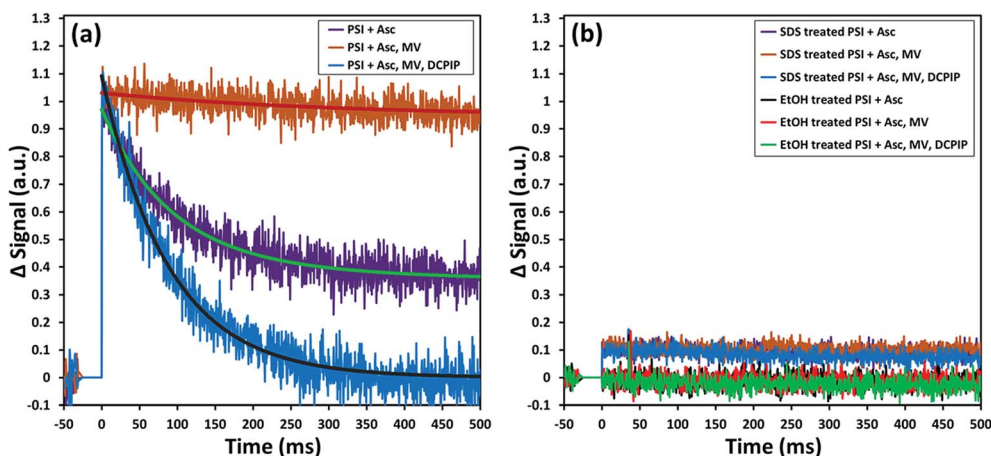 (a)
PSI + Asc
PSI + Asc, MV
PSI + Asc, MV, DCPIP
Δ Signal (a.u.)
1.3
1.2
1.1
1
0.9
0.8
0.7
0.6
0.5
0.4
0.3
0.2
0.1
0
-0.1
-50 0 50 100 150 200 250 300 350 400 450 500
Time (ms)
(b)
SDS treated PSI + Asc
SDS treated PSI + Asc, MV
SDS treated PSI + Asc, MV, DCPIP
EtOH treated PSI + Asc
EtOH treated PSI + Asc, MV
EtOH treated PSI + Asc, MV, DCPIP
Δ Signal (a.u.)
1.3
1.2
1.1
1
0.9
0.8
0.7
0.6
0.5
0.4
0.3
0.2
0.1
0
-0.1
-50 0 50 100 150 200 250 300 350 400 450 500
Time (ms)